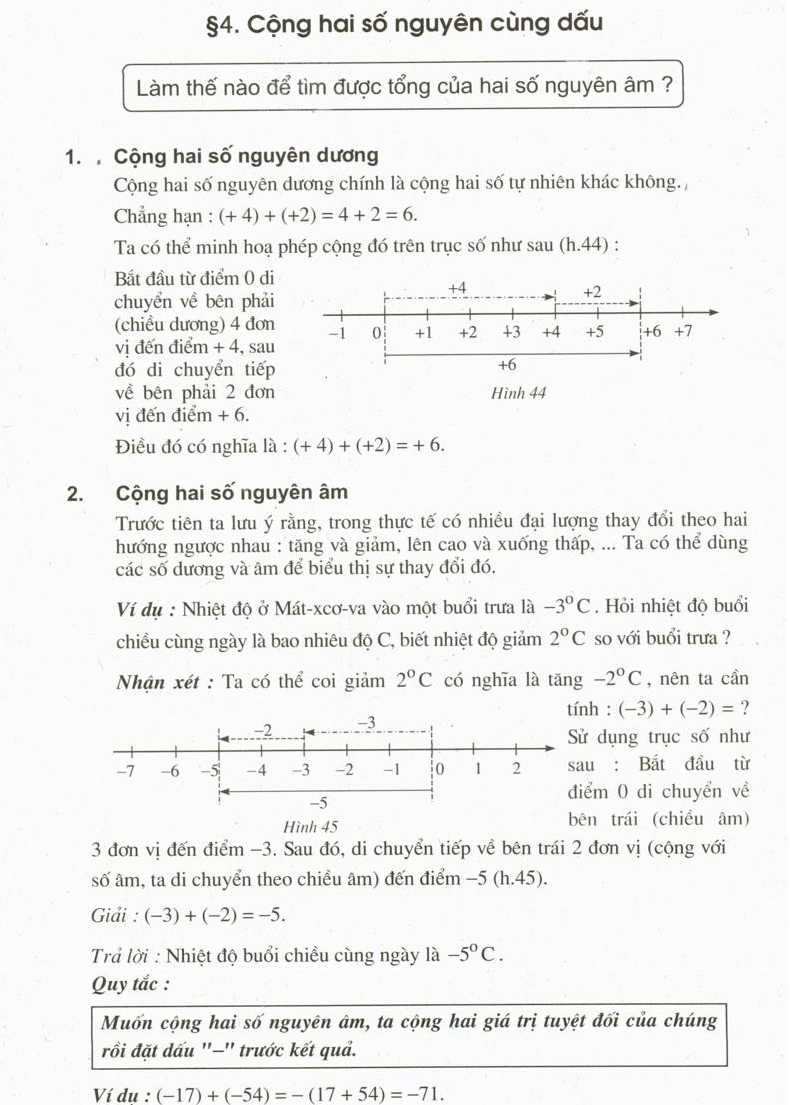 §4. Cộng hai số nguyên cùng dấu
Làm thế nào để tìm được tổng của hai số nguyên âm ?
1. Cộng hai số nguyên dương
Cộng hai số nguyên dương chính là cộng hai số tự nhiên khác không.
Chẳng hạn : (+ 4) + (+2) = 4 + 2 = 6.
Ta có thể minh hoạ phép cộng đó trên trục số như sau (h.44) :
Bắt đầu từ điểm 0 di
chuyển về bên phải
(chiều dương) 4 đơn
vị đến điểm + 4, sau
đó di chuyển tiếp
về bên phải 2 đơn
vị đến điểm + 6.
+4 +2
−1 0 +1 +2 +3 +4 +5 +6 +7
+6
Hình 44
Điều đó có nghĩa là : (+ 4) + (+2) = + 6.
2. Cộng hai số nguyên âm
Trước tiên ta lưu ý rằng, trong thực tế có nhiều đại lượng thay đổi theo hai
hướng ngược nhau : tăng và giảm, lên cao và xuống thấp, ... Ta có thể dùng
các số dương và âm để biểu thị sự thay đổi đó.
Ví dụ : Nhiệt độ ở Mát-xcơ-va vào một buổi trưa là −3°C . Hỏi nhiệt độ buổi
chiều cùng ngày là bao nhiêu độ C, biết nhiệt độ giảm 2°C so với buổi trưa ?
Nhận xét : Ta có thể coi giảm 2°C có nghĩa là tăng −2°C , nên ta cần
tính : (−3) + (−2) = ?
Sử dụng trục số như
sau : Bắt đầu từ
điểm 0 di chuyển về
bên trái (chiều âm)
−2 −3
−7 −6 −5 −4 −3 −2 −1 0 1 2
−5
Hình 45
3 đơn vị đến điểm −3. Sau đó, di chuyển tiếp về bên trái 2 đơn vị (cộng với
số âm, ta di chuyển theo chiều âm) đến điểm −5 (h.45).
Giải : (−3) + (−2) = −5.
Trả lời : Nhiệt độ buổi chiều cùng ngày là −5°C .
Quy tắc :
Muốn cộng hai số nguyên âm, ta cộng hai giá trị tuyệt đối của chúng
rồi đặt dấu "−" trước kết quả.
Ví dụ : (−17) + (−54) = − (17 + 54) = −71.